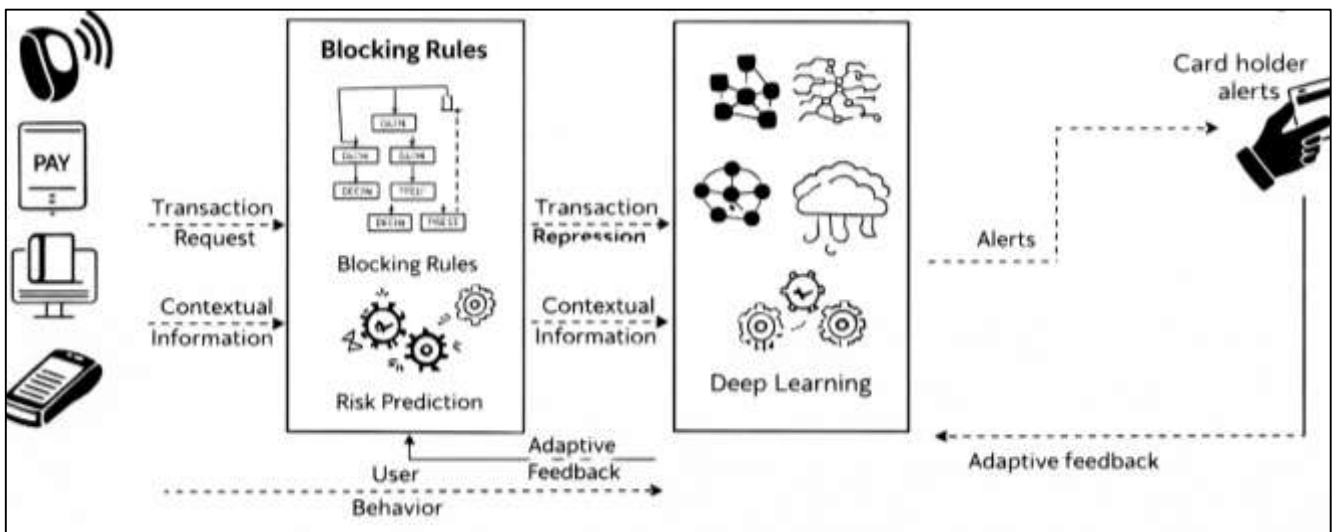 PAY
Transaction
Request
Contextual
Information
Blocking Rules
Blocking Rules
Risk Prediction
Transaction
Repression
Contextual
Information
Deep Learning
Alerts
Card holder
alerts
Adaptive
Feedback
User
Behavior
Adaptive feedback